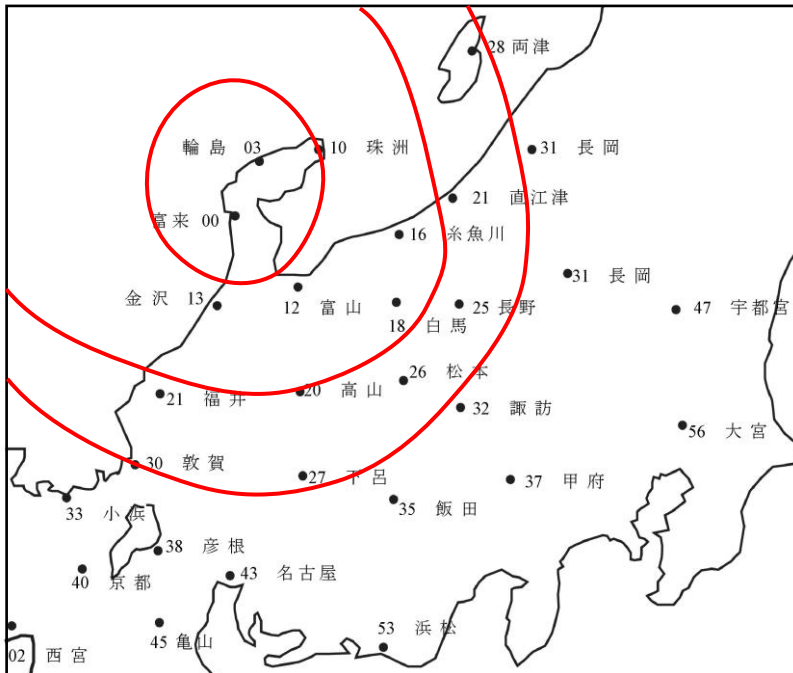 28 両津
輪島 03
10 珠洲
31 長岡
21 直江津
富来 00
16 糸魚川
31 長岡
金沢 13
12 富山
18 白馬
25 長野
47 宇都宮
26 松本
21 福井
20 高山
32 諏訪
56 大宮
30 敦賀
27 下呂
37 甲府
33 小浜
35 飯田
38 彦根
40 京都
43 名古屋
45 亀山
53 浜松
02 西宮